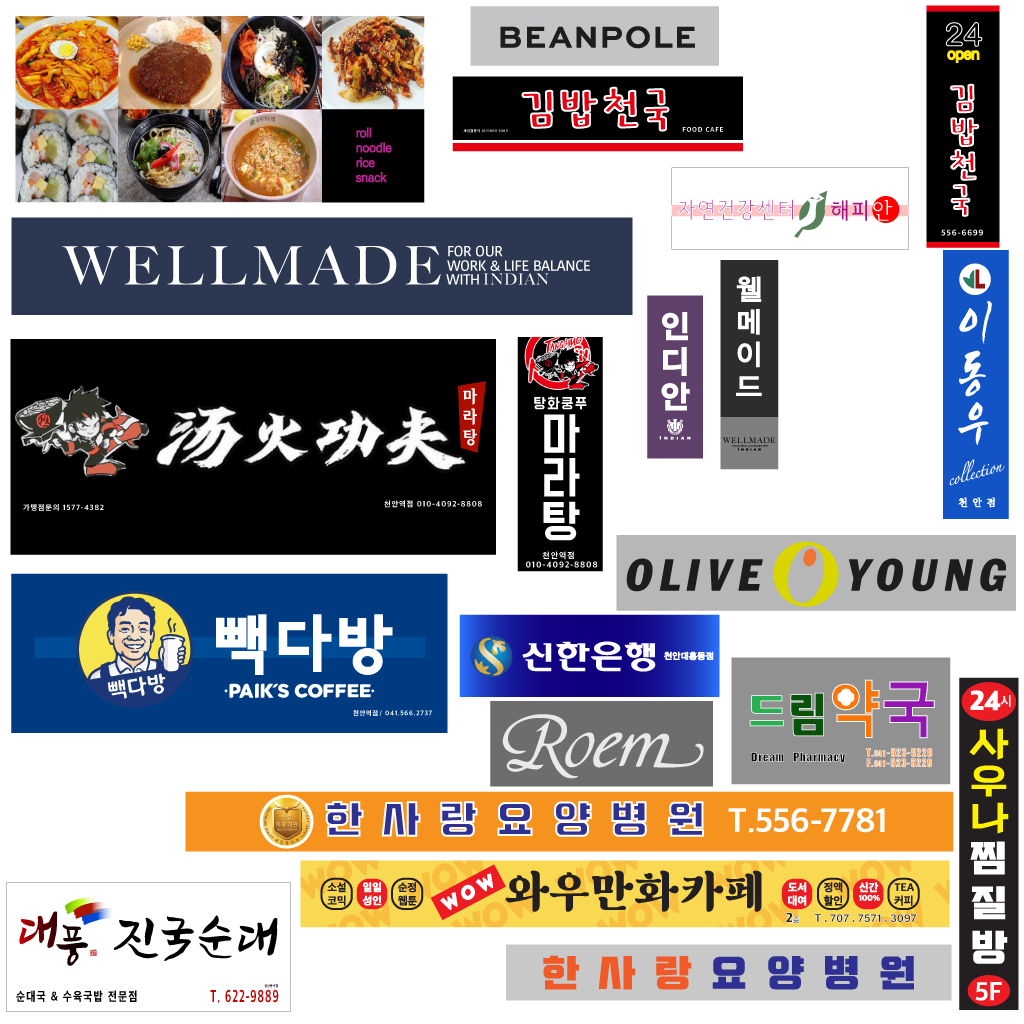 BEANPOLE
24
open
김밥천국
FOOD CAFE
김밥천국
556-6699
roll
noodle
rice
snack
자연건강센터 해피안
WELLMADE
FOR OUR
WORK & LIFE BALANCE
WITH INDIAN
인디안
INDIAN
웰메이드
WELLMADE
INDIAN
이동우
collection
천안점
汤火功夫
마라탕
가맹점문의 1577-4382
천안역점 010-4092-8808
탕화쿵푸
마라탕
천안역점
010-4092-8808
OLIVE YOUNG
빽다방
빽다방
·PAIK'S COFFEE·
천안역점/ 041.566.2737
신한은행 천안대흥동점
Roem
드림약국
Dream Pharmacy
T.041-523-5228
F.041-523-5229
24시
사우나찜질방
5F
한사랑요양병원 T.556-7781
WOW
소설
코믹
일일
성인
순정
웹툰
WOW
와우만화카페
도서
대여
정액
할인
신간
100%
TEA
커피
2층 T.707.7571.3097
대풍 진국순대
순대국 & 수육국밥 전문점
T. 622-9889
한사랑요양병원